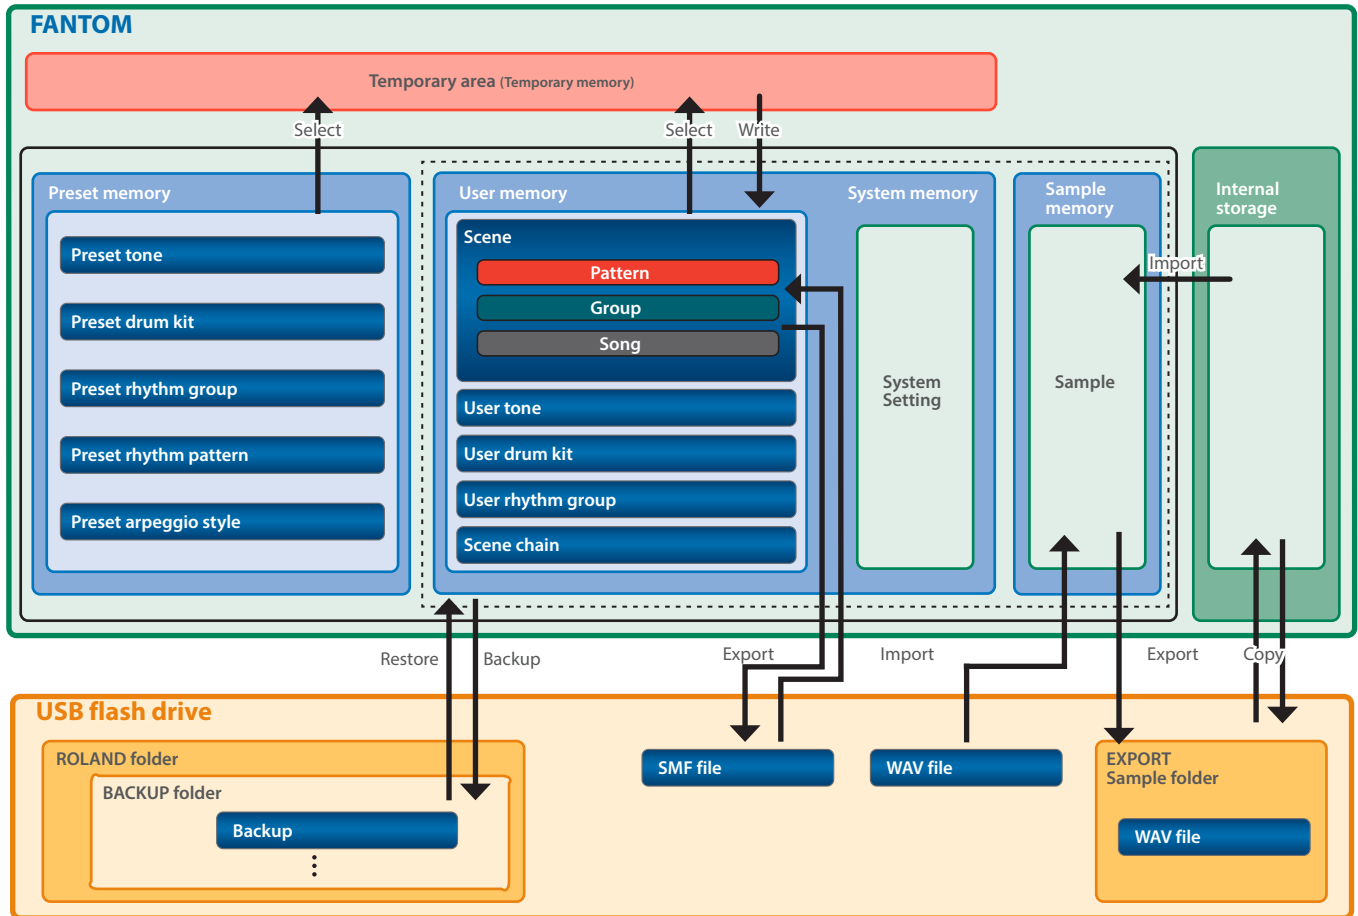 FANTOM
Temporary area (Temporary memory)
Select
Select
Write
Preset memory
Preset tone
Preset drum kit
Preset rhythm group
Preset rhythm pattern
Preset arpeggio style
User memory
Scene
Pattern
Group
Song
User tone
User drum kit
User rhythm group
Scene chain
System memory
System
Setting
Sample
memory
Sample
Internal
storage
Import
Restore
Backup
Export
Import
Export
Copy
USB flash drive
ROLAND folder
BACKUP folder
Backup
SMF file
WAV file
EXPORT
Sample folder
WAV file